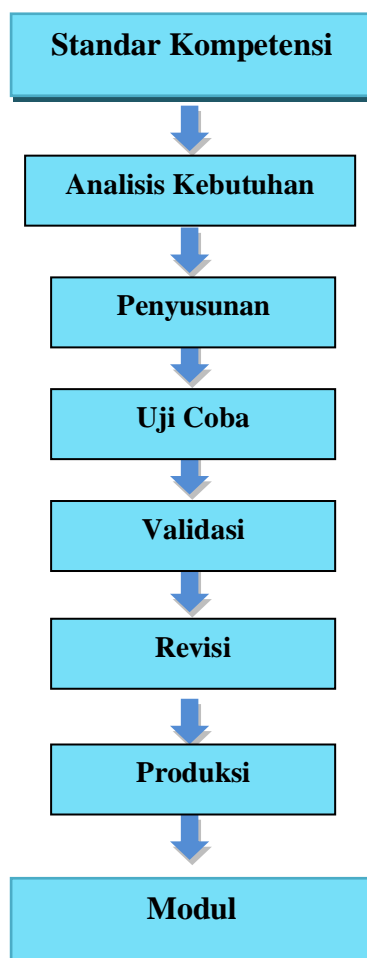 Standar Kompetensi
Analisis Kebutuhan
Penyusunan
Uji Coba
Validasi
Revisi
Produksi
Modul